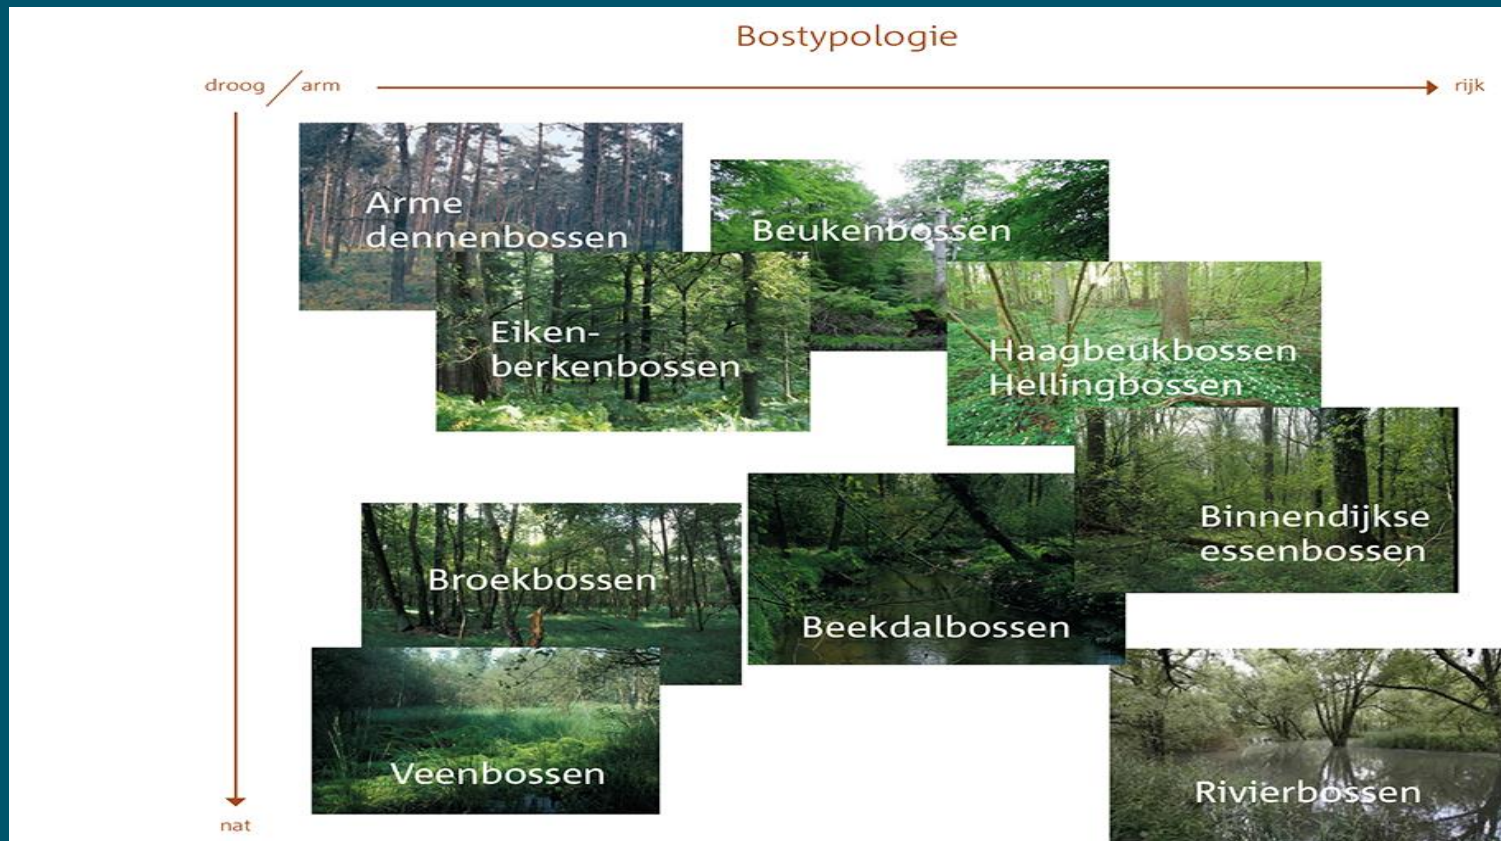 Bostypologie
droog / arm
rijk
Arme
dennenbossen
Beukenbossen
Eiken-
berkenbossen
Haagbeukbossen
Hellingbossen
Binnendijkse
essenbossen
Broekbossen
Beekdalbossen
Veenbossen
Rivierbossen
nat